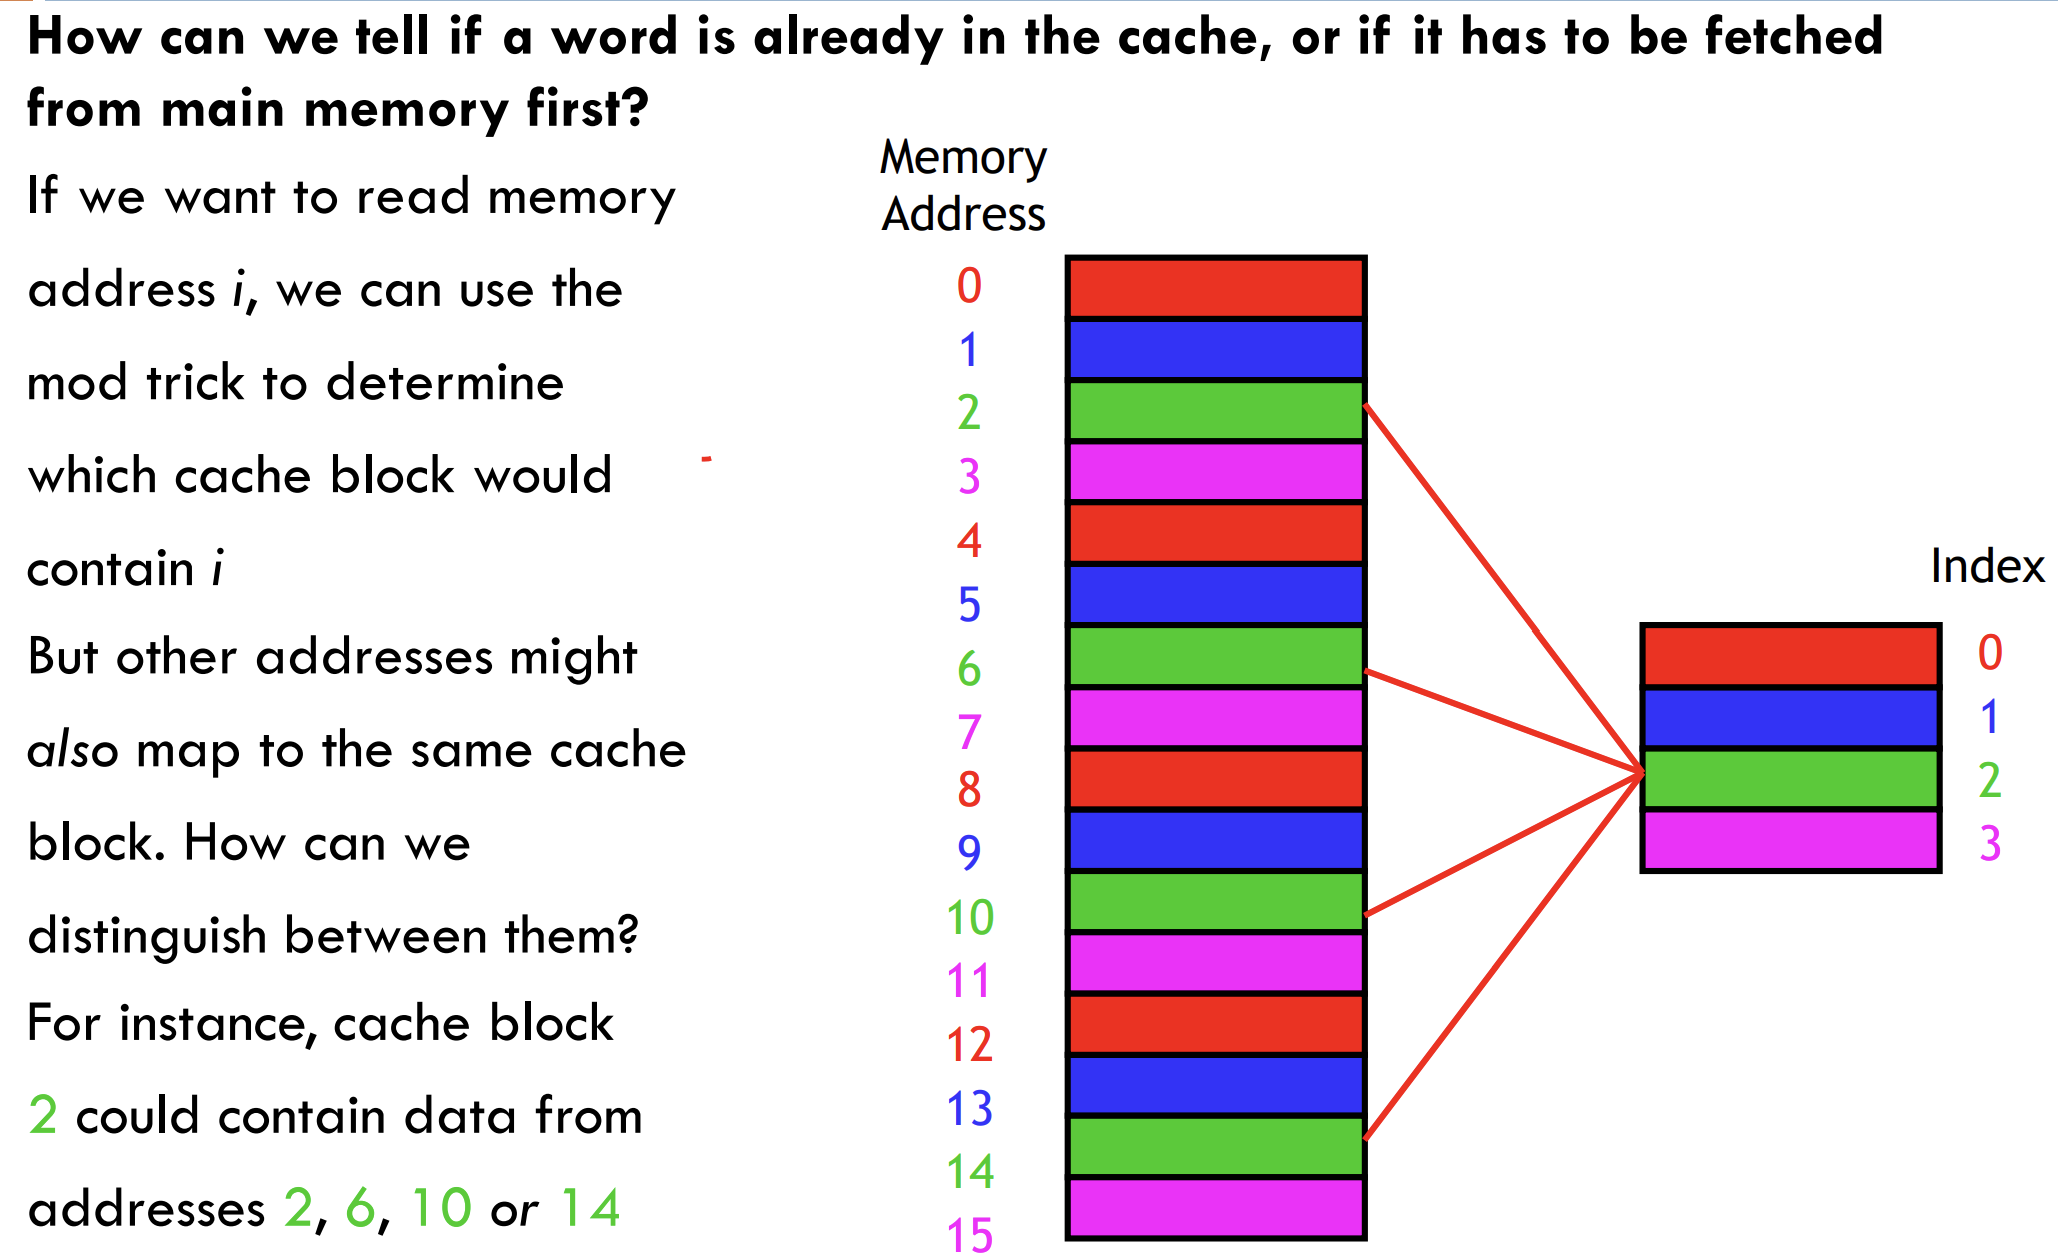 How can we tell if a word is already in the cache, or if it has to be fetched
from main memory first?
If we want to read memory
address i, we can use the
mod trick to determine
which cache block would
contain i
But other addresses might
also map to the same cache
block. How can we
distinguish between them?
For instance, cache block
2 could contain data from
addresses 2, 6, 10 or 14
Memory
Address
0
1
2
3
4
5
6
7
8
9
10
11
12
13
14
15
Index
0
1
2
3